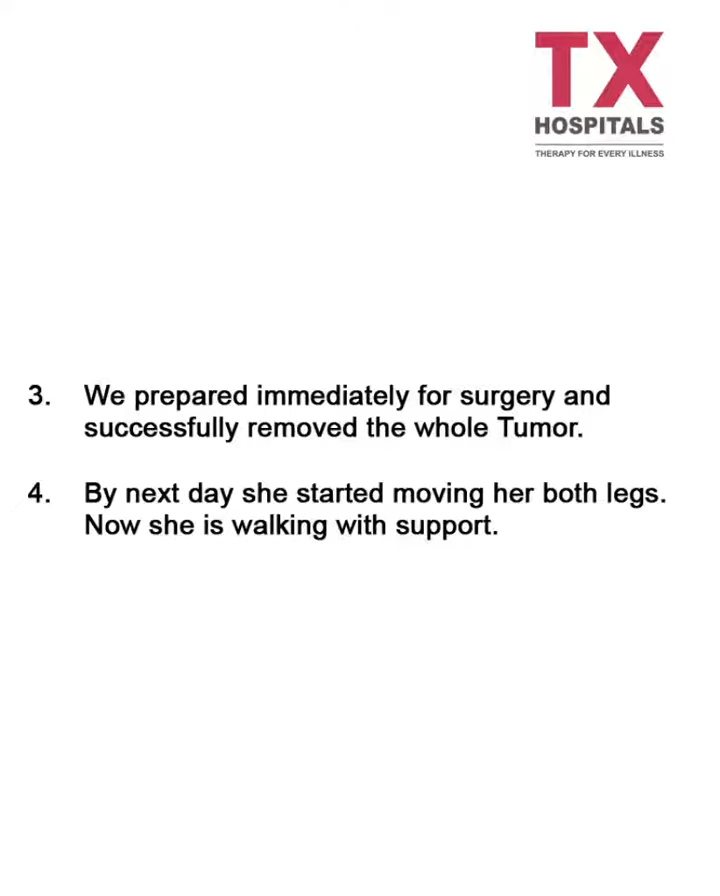 TX
HOSPITALS
THERAPY FOR EVERY ILLNESS
3. We prepared immediately for surgery and
successfully removed the whole Tumor.
4. By next day she started moving her both legs.
Now she is walking with support.